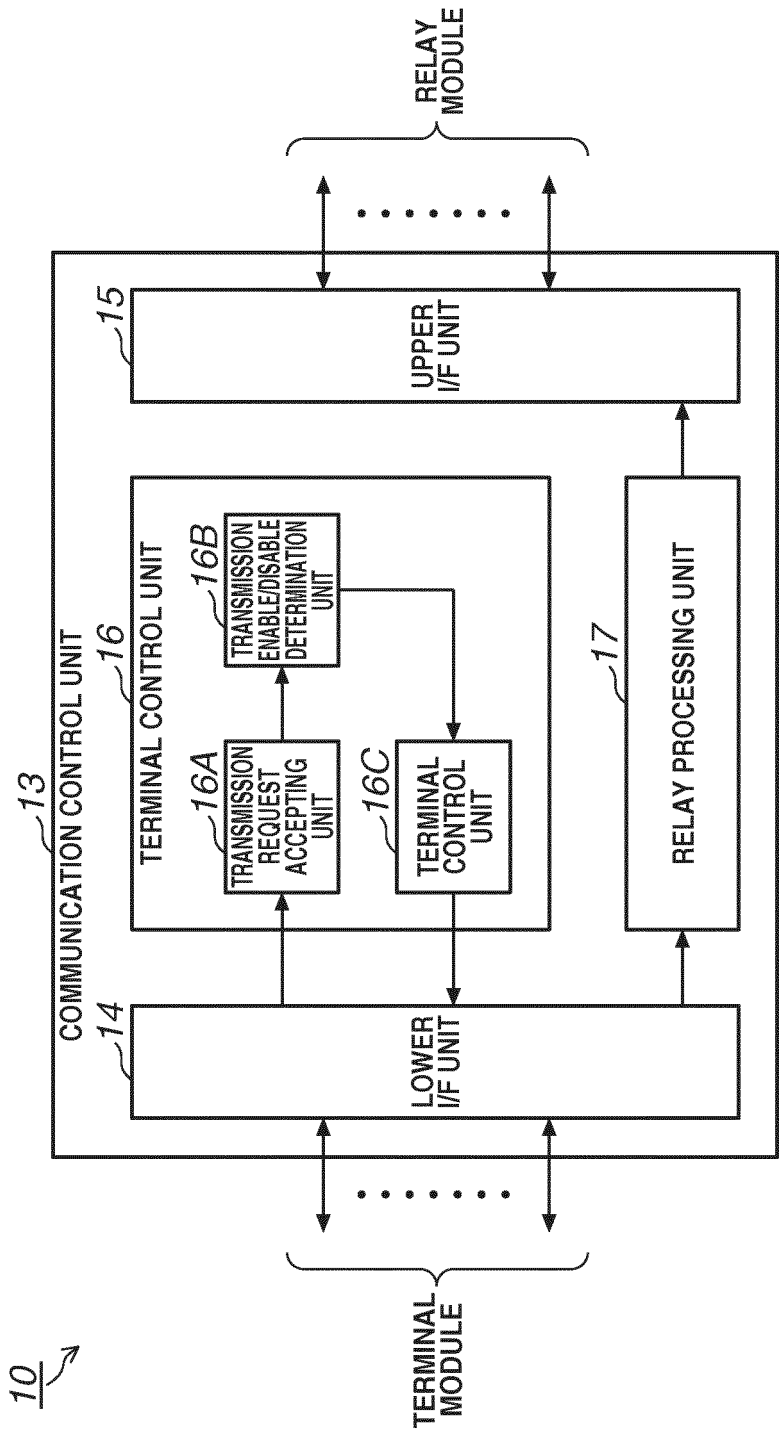 10
13
COMMUNICATION CONTROL UNIT
14
LOWER
I/F UNIT
16
TERMINAL CONTROL UNIT
16A
TRANSMISSION
REQUEST
ACCEPTING
UNIT
16B
TRANSMISSION
ENABLE/DISABLE
DETERMINATION
UNIT
16C
TERMINAL
CONTROL
UNIT
15
UPPER
I/F UNIT
17
RELAY PROCESSING UNIT
TERMINAL
MODULE
RELAY
MODULE